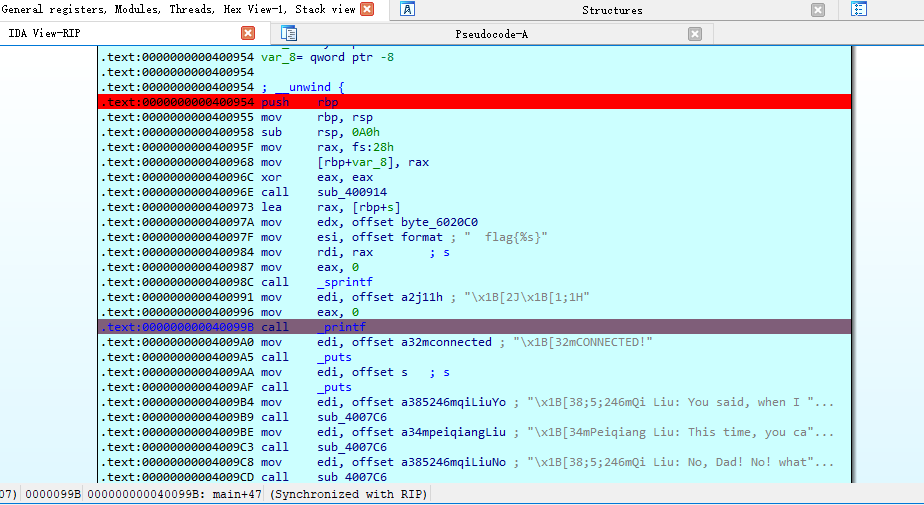 General registers, Modules, Threads, Hex View-1, Stack view
Structures
IDA View-RIP
Pseudocode-A
.text:0000000000400954 var_8= qword ptr -8
.text:0000000000400954
.text:0000000000400954 ; __unwind {
.text:0000000000400954 push rbp
.text:0000000000400955 mov rbp, rsp
.text:0000000000400958 sub rsp, 0A0h
.text:000000000040095F mov rax, fs:28h
.text:0000000000400968 mov [rbp+var_8], rax
.text:000000000040096C xor eax, eax
.text:000000000040096E call sub_400914
.text:0000000000400973 lea rax, [rbp+s]
.text:000000000040097A mov edx, offset byte_6020C0
.text:000000000040097F mov esi, offset format ; "  flag{%s}"
.text:0000000000400984 mov rdi, rax ; s
.text:0000000000400987 mov eax, 0
.text:000000000040098C call _sprintf
.text:0000000000400991 mov edi, offset a2j11h ; "\x1B[2J\x1B[1;1H"
.text:0000000000400996 mov eax, 0
.text:000000000040099B call _printf
.text:00000000004009A0 mov edi, offset a32mconnected ; "\x1B[32mCONNECTED!"
.text:00000000004009A5 call _puts
.text:00000000004009AA mov edi, offset s ; s
.text:00000000004009AF call _puts
.text:00000000004009B4 mov edi, offset a385246mqiLiuYo ; "\x1B[38;5;246mQi Liu: You said, when I "...
.text:00000000004009B9 call sub_4007C6
.text:00000000004009BE mov edi, offset a34mpeiqiangLiu ; "\x1B[34mPeiqiang Liu: This time, you ca"...
.text:00000000004009C3 call sub_4007C6
.text:00000000004009C8 mov edi, offset a385246mqiLiuNo ; "\x1B[38;5;246mQi Liu: No, Dad! No! what"...
.text:00000000004009CD call sub_4007C6
07) 0000099B 000000000040099B: main+47 (Synchronized with RIP)